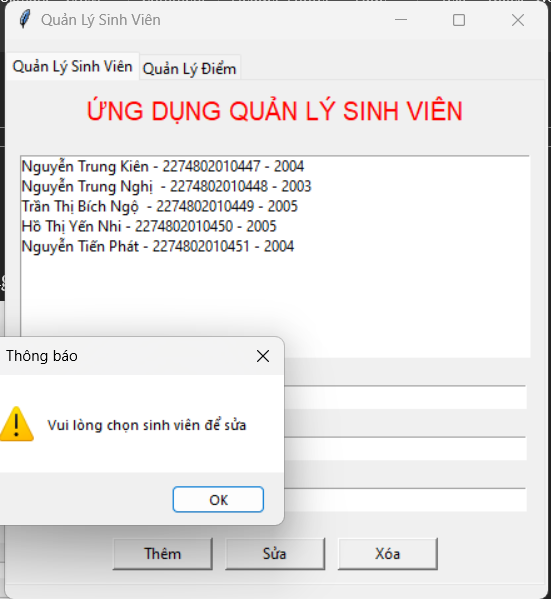 Quản Lý Sinh Viên
Quản Lý Sinh Viên
Quản Lý Điểm
ỨNG DỤNG QUẢN LÝ SINH VIÊN
Nguyễn Trung Kiên - 2274802010447 - 2004
Nguyễn Trung Nghị  - 2274802010448 - 2003
Trần Thị Bích Ngộ  - 2274802010449 - 2005
Hồ Thị Yến Nhi - 2274802010450 - 2005
Nguyễn Tiến Phát - 2274802010451 - 2004
Thông báo
Vui lòng chọn sinh viên để sửa
OK
Thêm
Sửa
Xóa